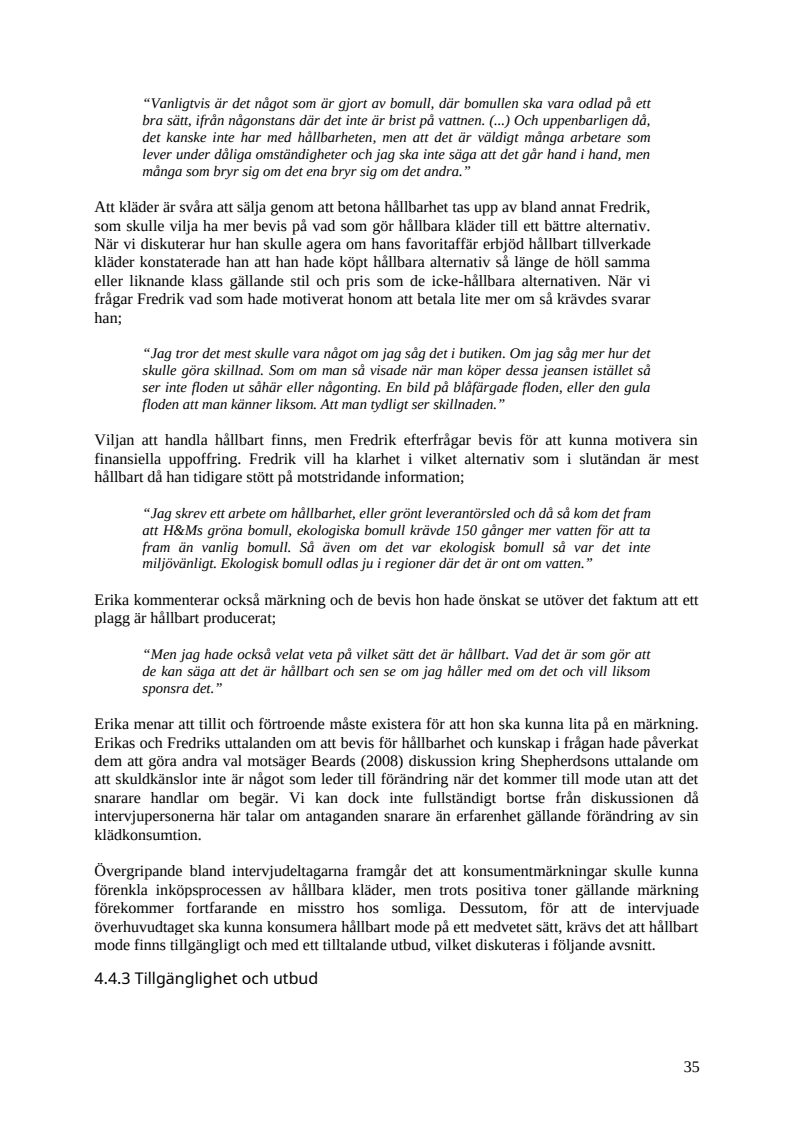 “Vanligtvis är det något som är gjort av bomull, där bomullen ska vara odlad på ett
bra sätt, ifrån någonstans där det inte är brist på vattnen. (...) Och uppenbarligen då,
det kanske inte har med hållbarheten, men att det är väldigt många arbetare som
lever under dåliga omständigheter och jag ska inte säga att det går hand i hand, men
många som bryr sig om det ena bryr sig om det andra.”
Att kläder är svåra att sälja genom att betona hållbarhet tas upp av bland annat Fredrik,
som skulle vilja ha mer bevis på vad som gör hållbara kläder till ett bättre alternativ.
När vi diskuterar hur han skulle agera om hans favoritaffär erbjöd hållbart tillverkade
kläder konstaterade han att han hade köpt hållbara alternativ så länge de höll samma
eller liknande klass gällande stil och pris som de icke-hållbara alternativen. När vi
frågar Fredrik vad som hade motiverat honom att betala lite mer om så krävdes svarar
han;
“Jag tror det mest skulle vara något om jag såg det i butiken. Om jag såg mer hur det
skulle göra skillnad. Som om man så visade när man köper dessa jeansen istället så
ser inte floden ut såhär eller någonting. En bild på blåfärgade floden, eller den gula
floden att man känner liksom. Att man tydligt ser skillnaden.”
Viljan att handla hållbart finns, men Fredrik efterfrågar bevis för att kunna motivera sin
finansiella uppoffring. Fredrik vill ha klarhet i vilket alternativ som i slutändan är mest
hållbart då han tidigare stött på motstridande information;
“Jag skrev ett arbete om hållbarhet, eller grönt leverantörsled och då så kom det fram
att H&Ms gröna bomull, ekologiska bomull krävde 150 gånger mer vatten för att ta
fram än vanlig bomull. Så även om det var ekologisk bomull så var det inte
miljövänligt. Ekologisk bomull odlas ju i regioner där det är ont om vatten.”
Erika kommenterar också märkning och de bevis hon hade önskat se utöver det faktum att ett
plagg är hållbart producerat;
“Men jag hade också velat veta på vilket sätt det är hållbart. Vad det är som gör att
de kan säga att det är hållbart och sen se om jag håller med om det och vill liksom
sponsra det.”
Erika menar att tillit och förtroende måste existera för att hon ska kunna lita på en märkning.
Erikas och Fredriks uttalanden om att bevis för hållbarhet och kunskap i frågan hade påverkat
dem att göra andra val motsäger Beards (2008) diskussion kring Shepherdsons uttalande om
att skuldkänslor inte är något som leder till förändring när det kommer till mode utan att det
snarare handlar om begär. Vi kan dock inte fullständigt bortse från diskussionen då
intervjupersonerna här talar om antaganden snarare än erfarenhet gällande förändring av sin
klädkonsumtion.
Övergripande bland intervjudeltagarna framgår det att konsumentmärkningar skulle kunna
förenkla inköpsprocessen av hållbara kläder, men trots positiva toner gällande märkning
förekommer fortfarande en misstro hos somliga. Dessutom, för att de intervjuade
överhuvudtaget ska kunna konsumera hållbart mode på ett medvetet sätt, krävs det att hållbart
mode finns tillgängligt och med ett tilltalande utbud, vilket diskuteras i följande avsnitt.
4.4.3 Tillgänglighet och utbud
35